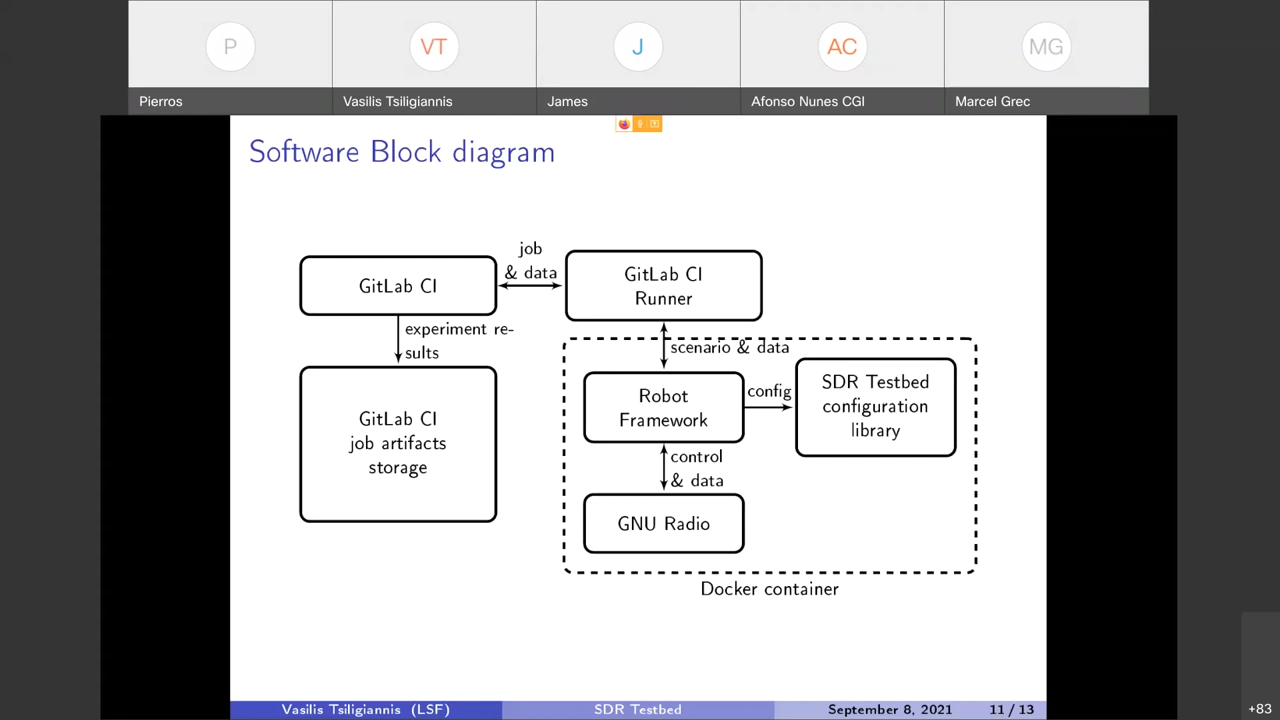 P
VT
J
AC
MG
Pierros
Vasilis Tsiligiannis
James
Afonso Nunes CGI
Marcel Grec
Software Block diagram
job
& data
GitLab CI
GitLab CI
Runner
experiment re-
sults
scenario & data
GitLab CI
job artifacts
storage
Robot
Framework
config
SDR Testbed
configuration
library
control
& data
GNU Radio
Docker container
Vasilis Tsiligiannis (LSF)
SDR Testbed
September 8, 2021
11 / 13
+83